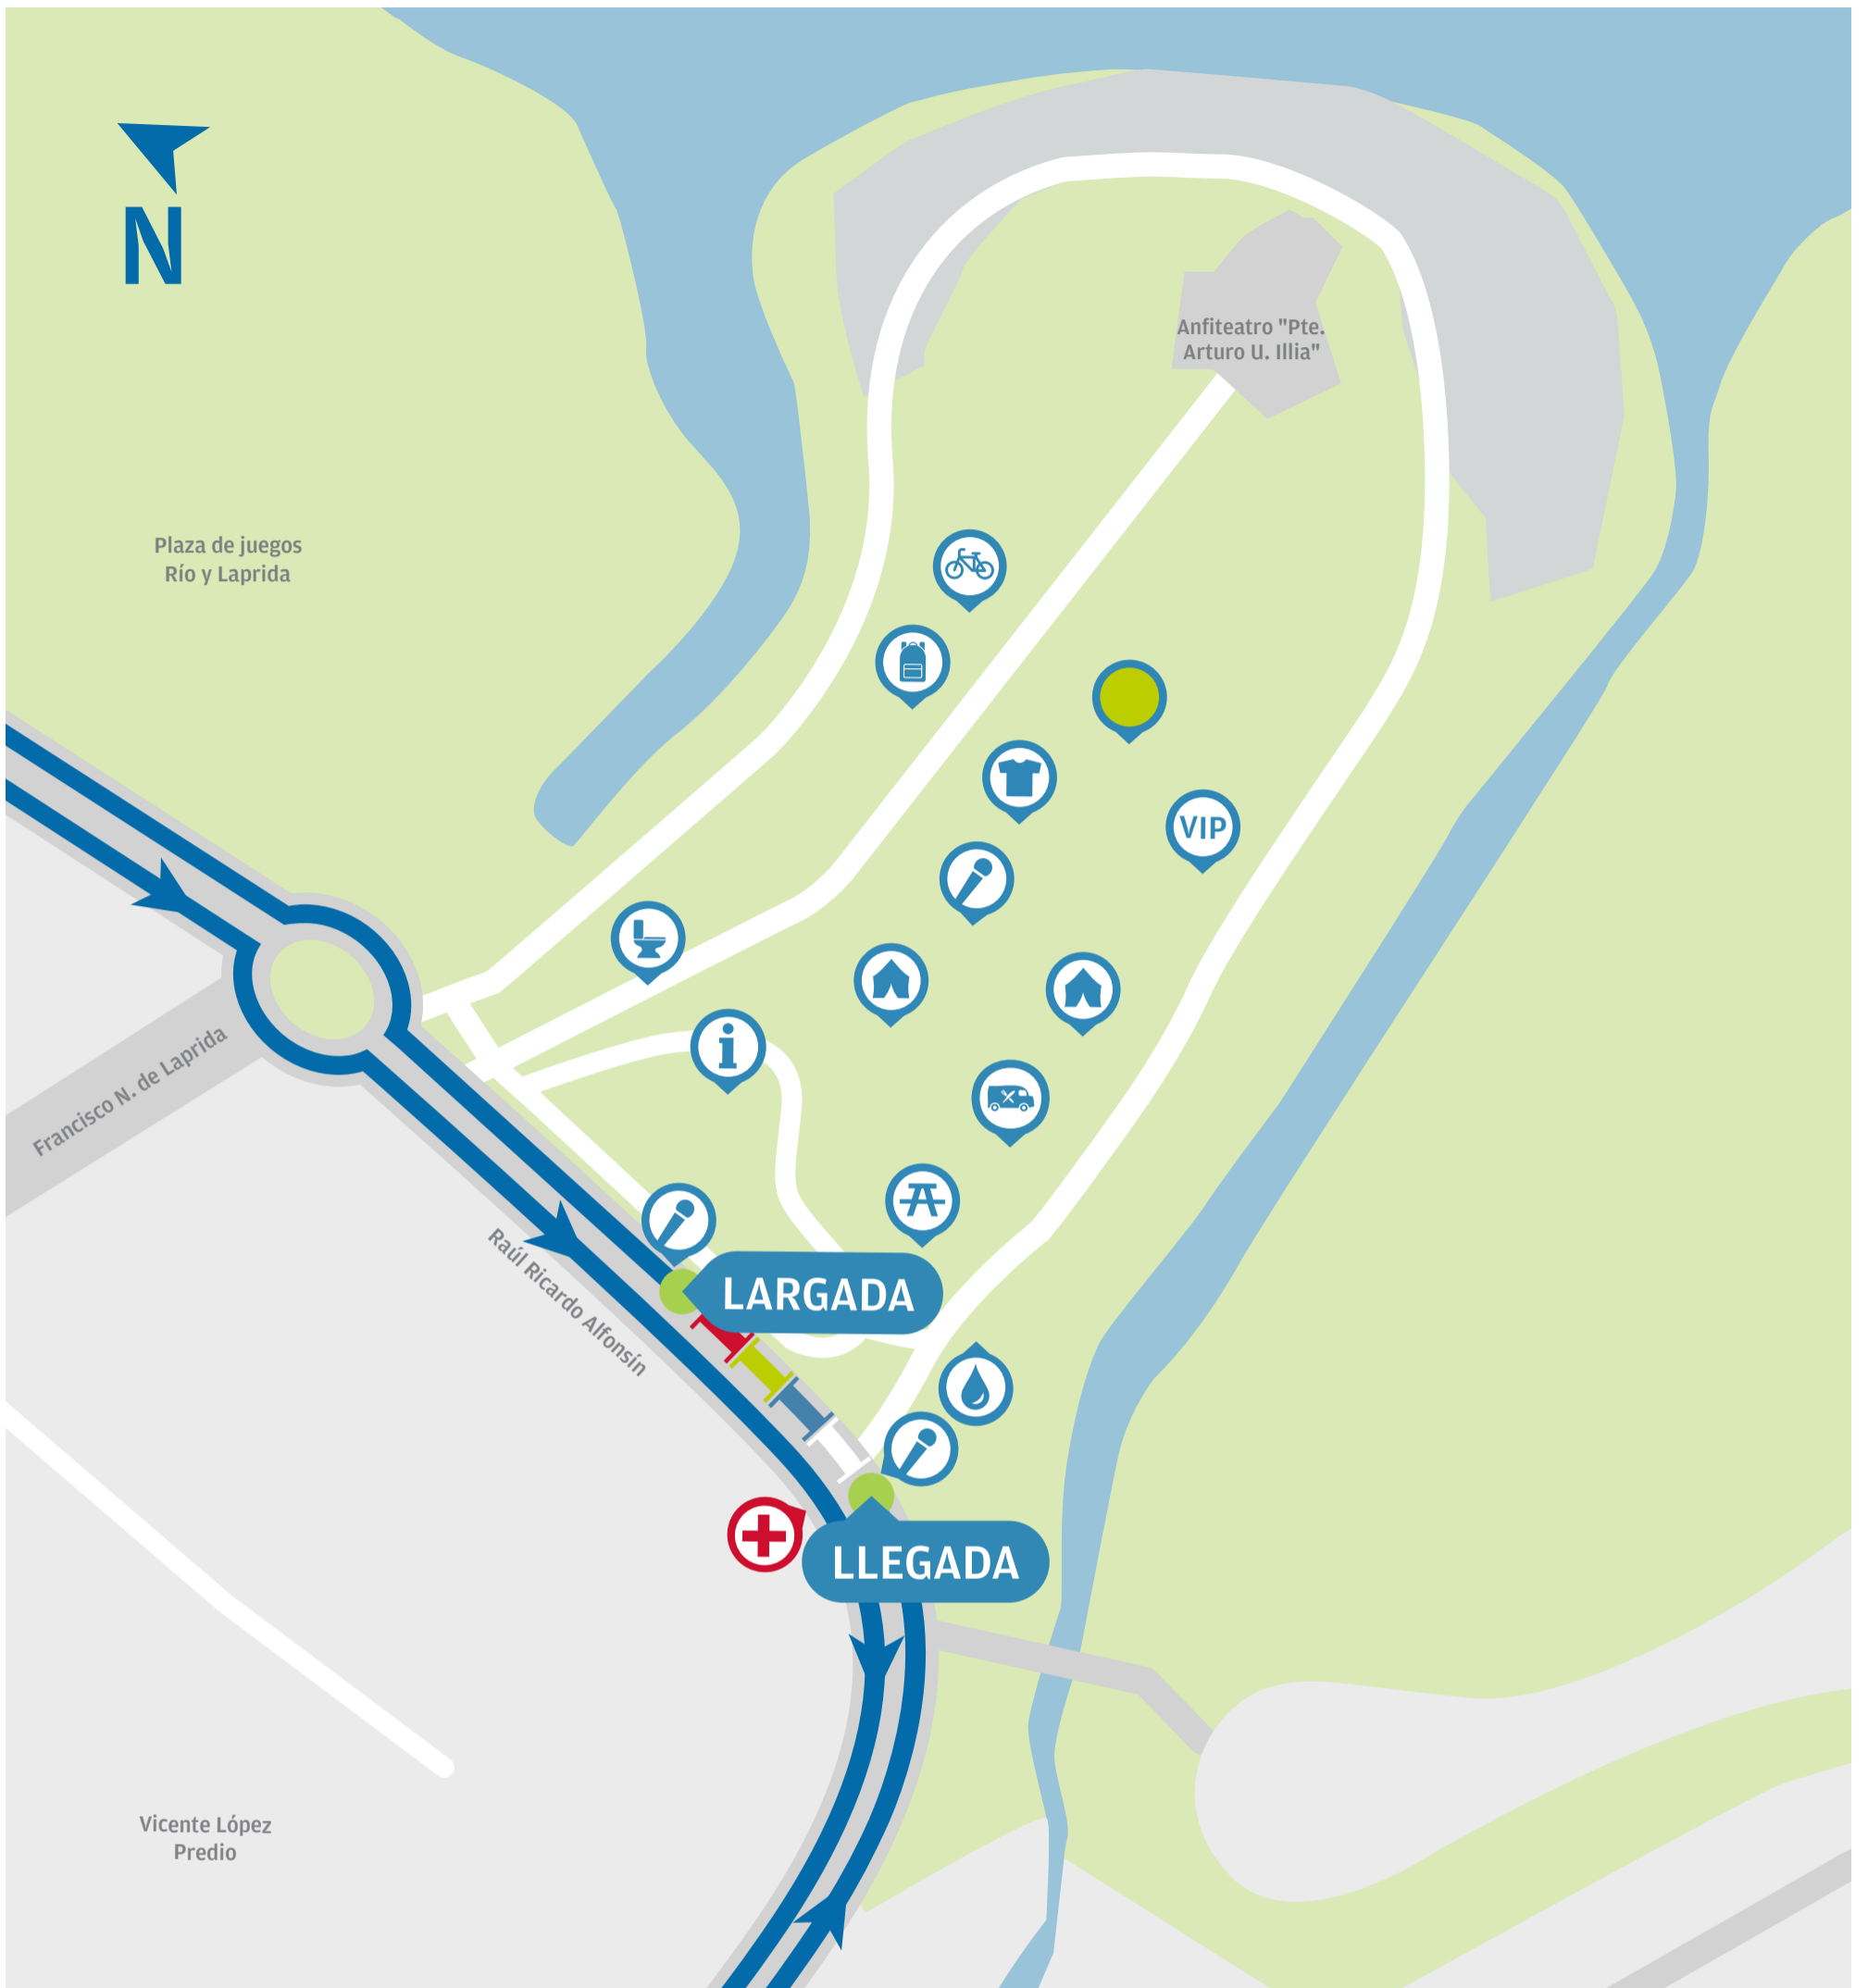 N
Anfiteatro "Pte.
Arturo U. Illia"
Plaza de juegos
Río y Laprida
VIP
i
Francisco N. de Laprida
Raúl Ricardo Alfonsín
LARGADA
LLEGADA
Vicente López
Predio